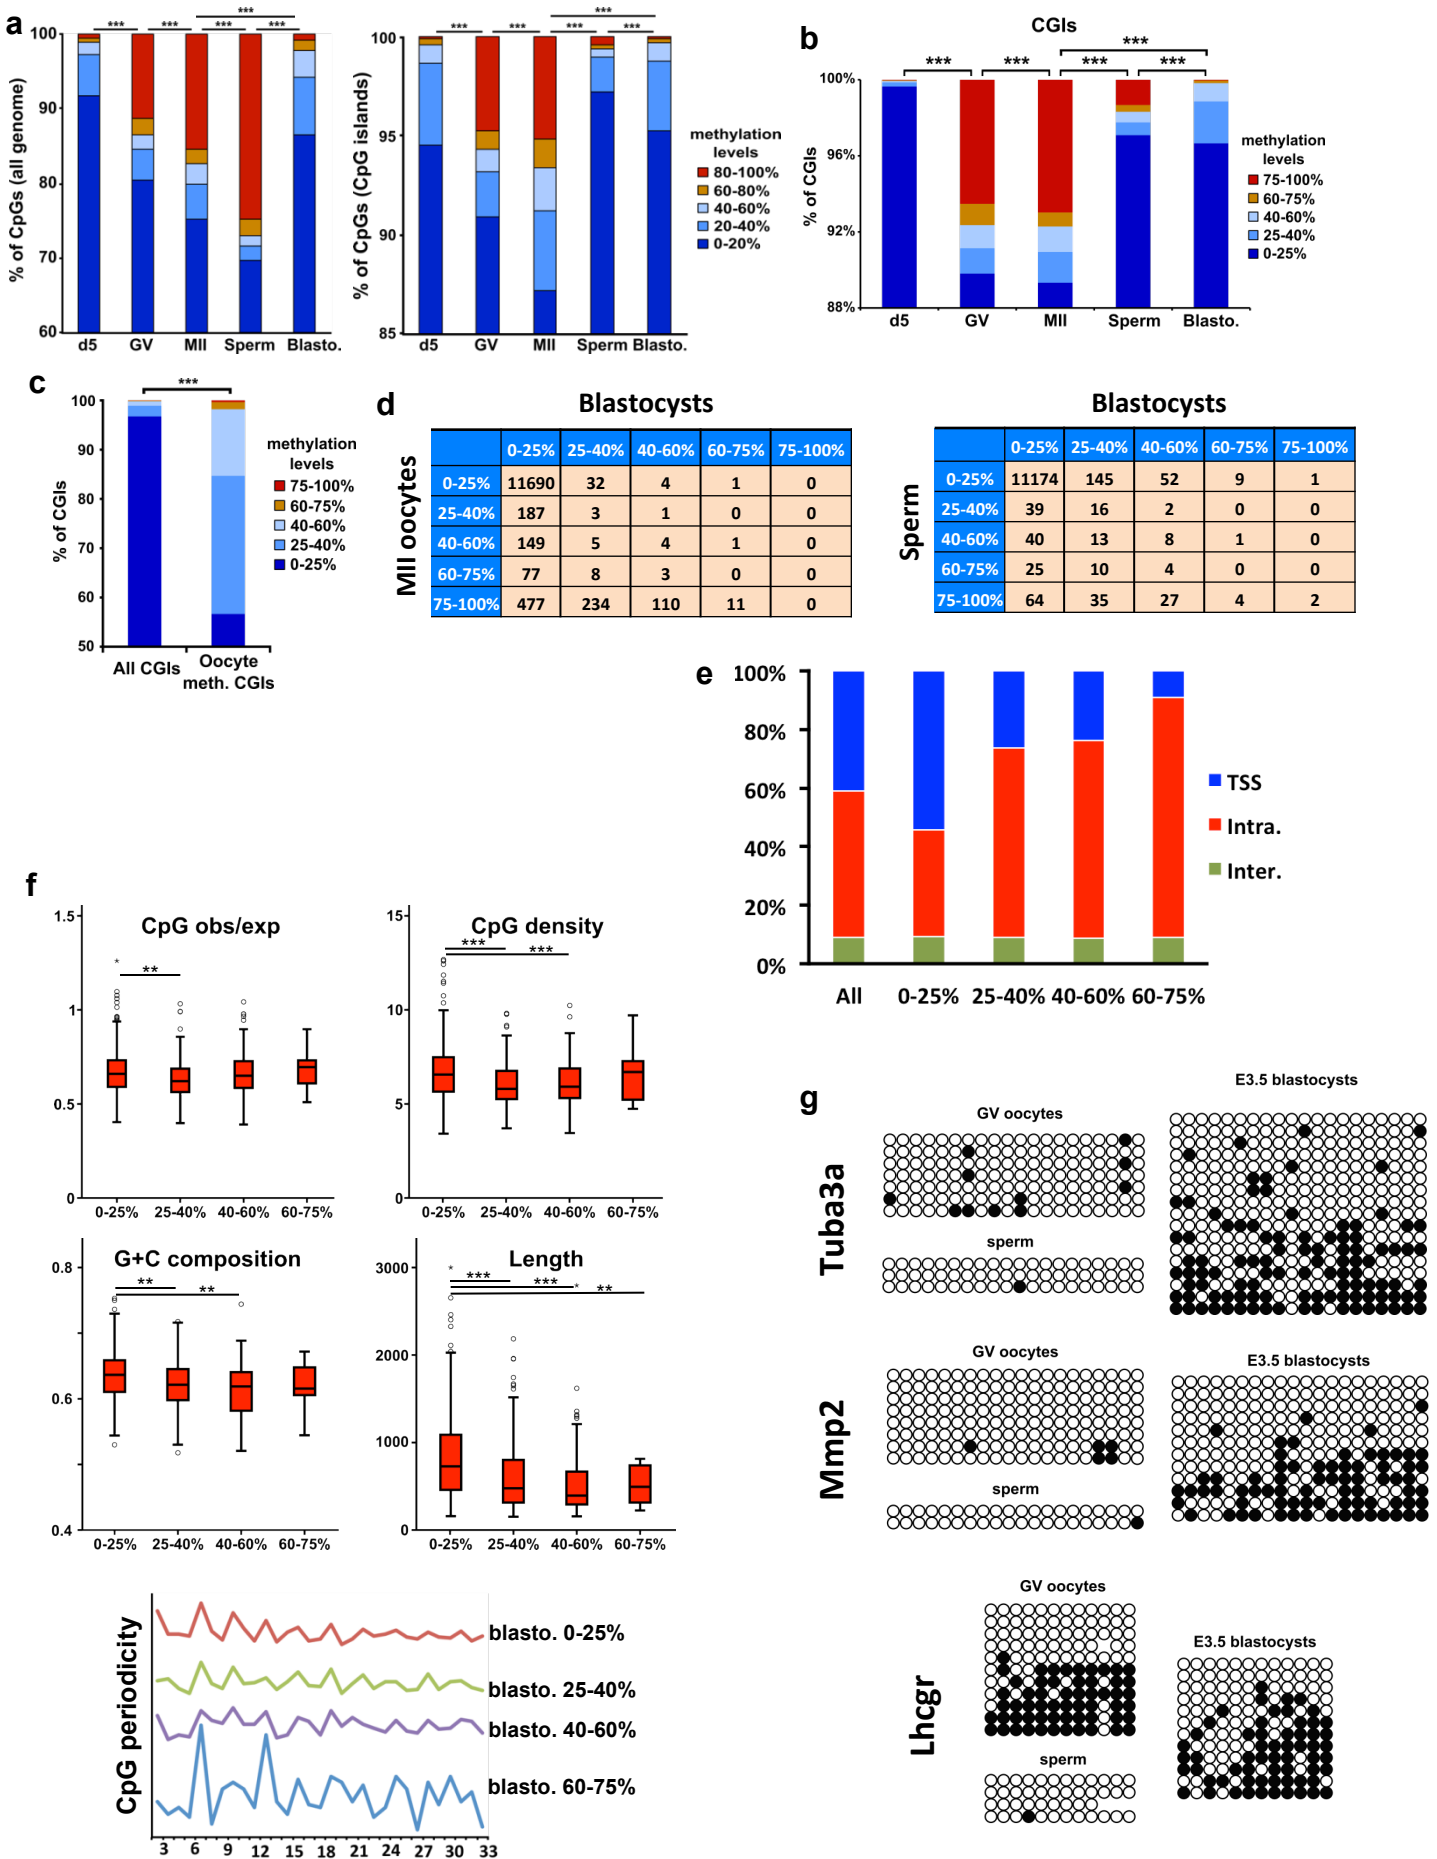 a
*** *** *** *** ***
% of CpGs (all genome)
100
90
80
70
60
d5 GV MII Sperm Blasto.
*** *** *** *** ***
% of CpGs (CpG islands)
100
95
90
85
d5 GV MII Sperm Blasto.
methylation
levels
80-100%
60-80%
40-60%
20-40%
0-20%
b
CGIs
*** *** *** *** ***
% of CGIs
100%
96%
92%
88%
d5 GV MII Sperm Blasto.
methylation
levels
75-100%
60-75%
40-60%
25-40%
0-25%
c
***
% of CGIs
100
90
80
70
60
50
All CGIs
Oocyte
meth. CGIs
methylation
levels
75-100%
60-75%
40-60%
25-40%
0-25%
d
Blastocysts
MII oocytes
0-25% 25-40% 40-60% 60-75% 75-100%
0-25% 11690 32 4 1 0
25-40% 187 3 1 0 0
40-60% 149 5 4 1 0
60-75% 77 8 3 0 0
75-100% 477 234 110 11 0
Blastocysts
Sperm
0-25% 25-40% 40-60% 60-75% 75-100%
0-25% 11174 145 52 9 1
25-40% 39 16 2 0 0
40-60% 40 13 8 1 0
60-75% 25 10 4 0 0
75-100% 64 35 27 4 2
e
100%
80%
60%
40%
20%
0%
All 0-25% 25-40% 40-60% 60-75%
TSS
Intra.
Inter.
f
CpG obs/exp
**
1.5
1
0.5
0
0-25% 25-40% 40-60% 60-75%
CpG density
*** ***
15
10
5
0
0-25% 25-40% 40-60% 60-75%
G+C composition
** **
0.8
0.6
0.4
0-25% 25-40% 40-60% 60-75%
Length
*** *** **
3000
2000
1000
0
0-25% 25-40% 40-60% 60-75%
CpG periodicity
blasto. 0-25%
blasto. 25-40%
blasto. 40-60%
blasto. 60-75%
3 6 9 12 15 18 21 24 27 30 33
g
Tuba3a
GV oocytes
sperm
E3.5 blastocysts
Mmp2
GV oocytes
sperm
E3.5 blastocysts
Lhcgr
GV oocytes
sperm
E3.5 blastocysts